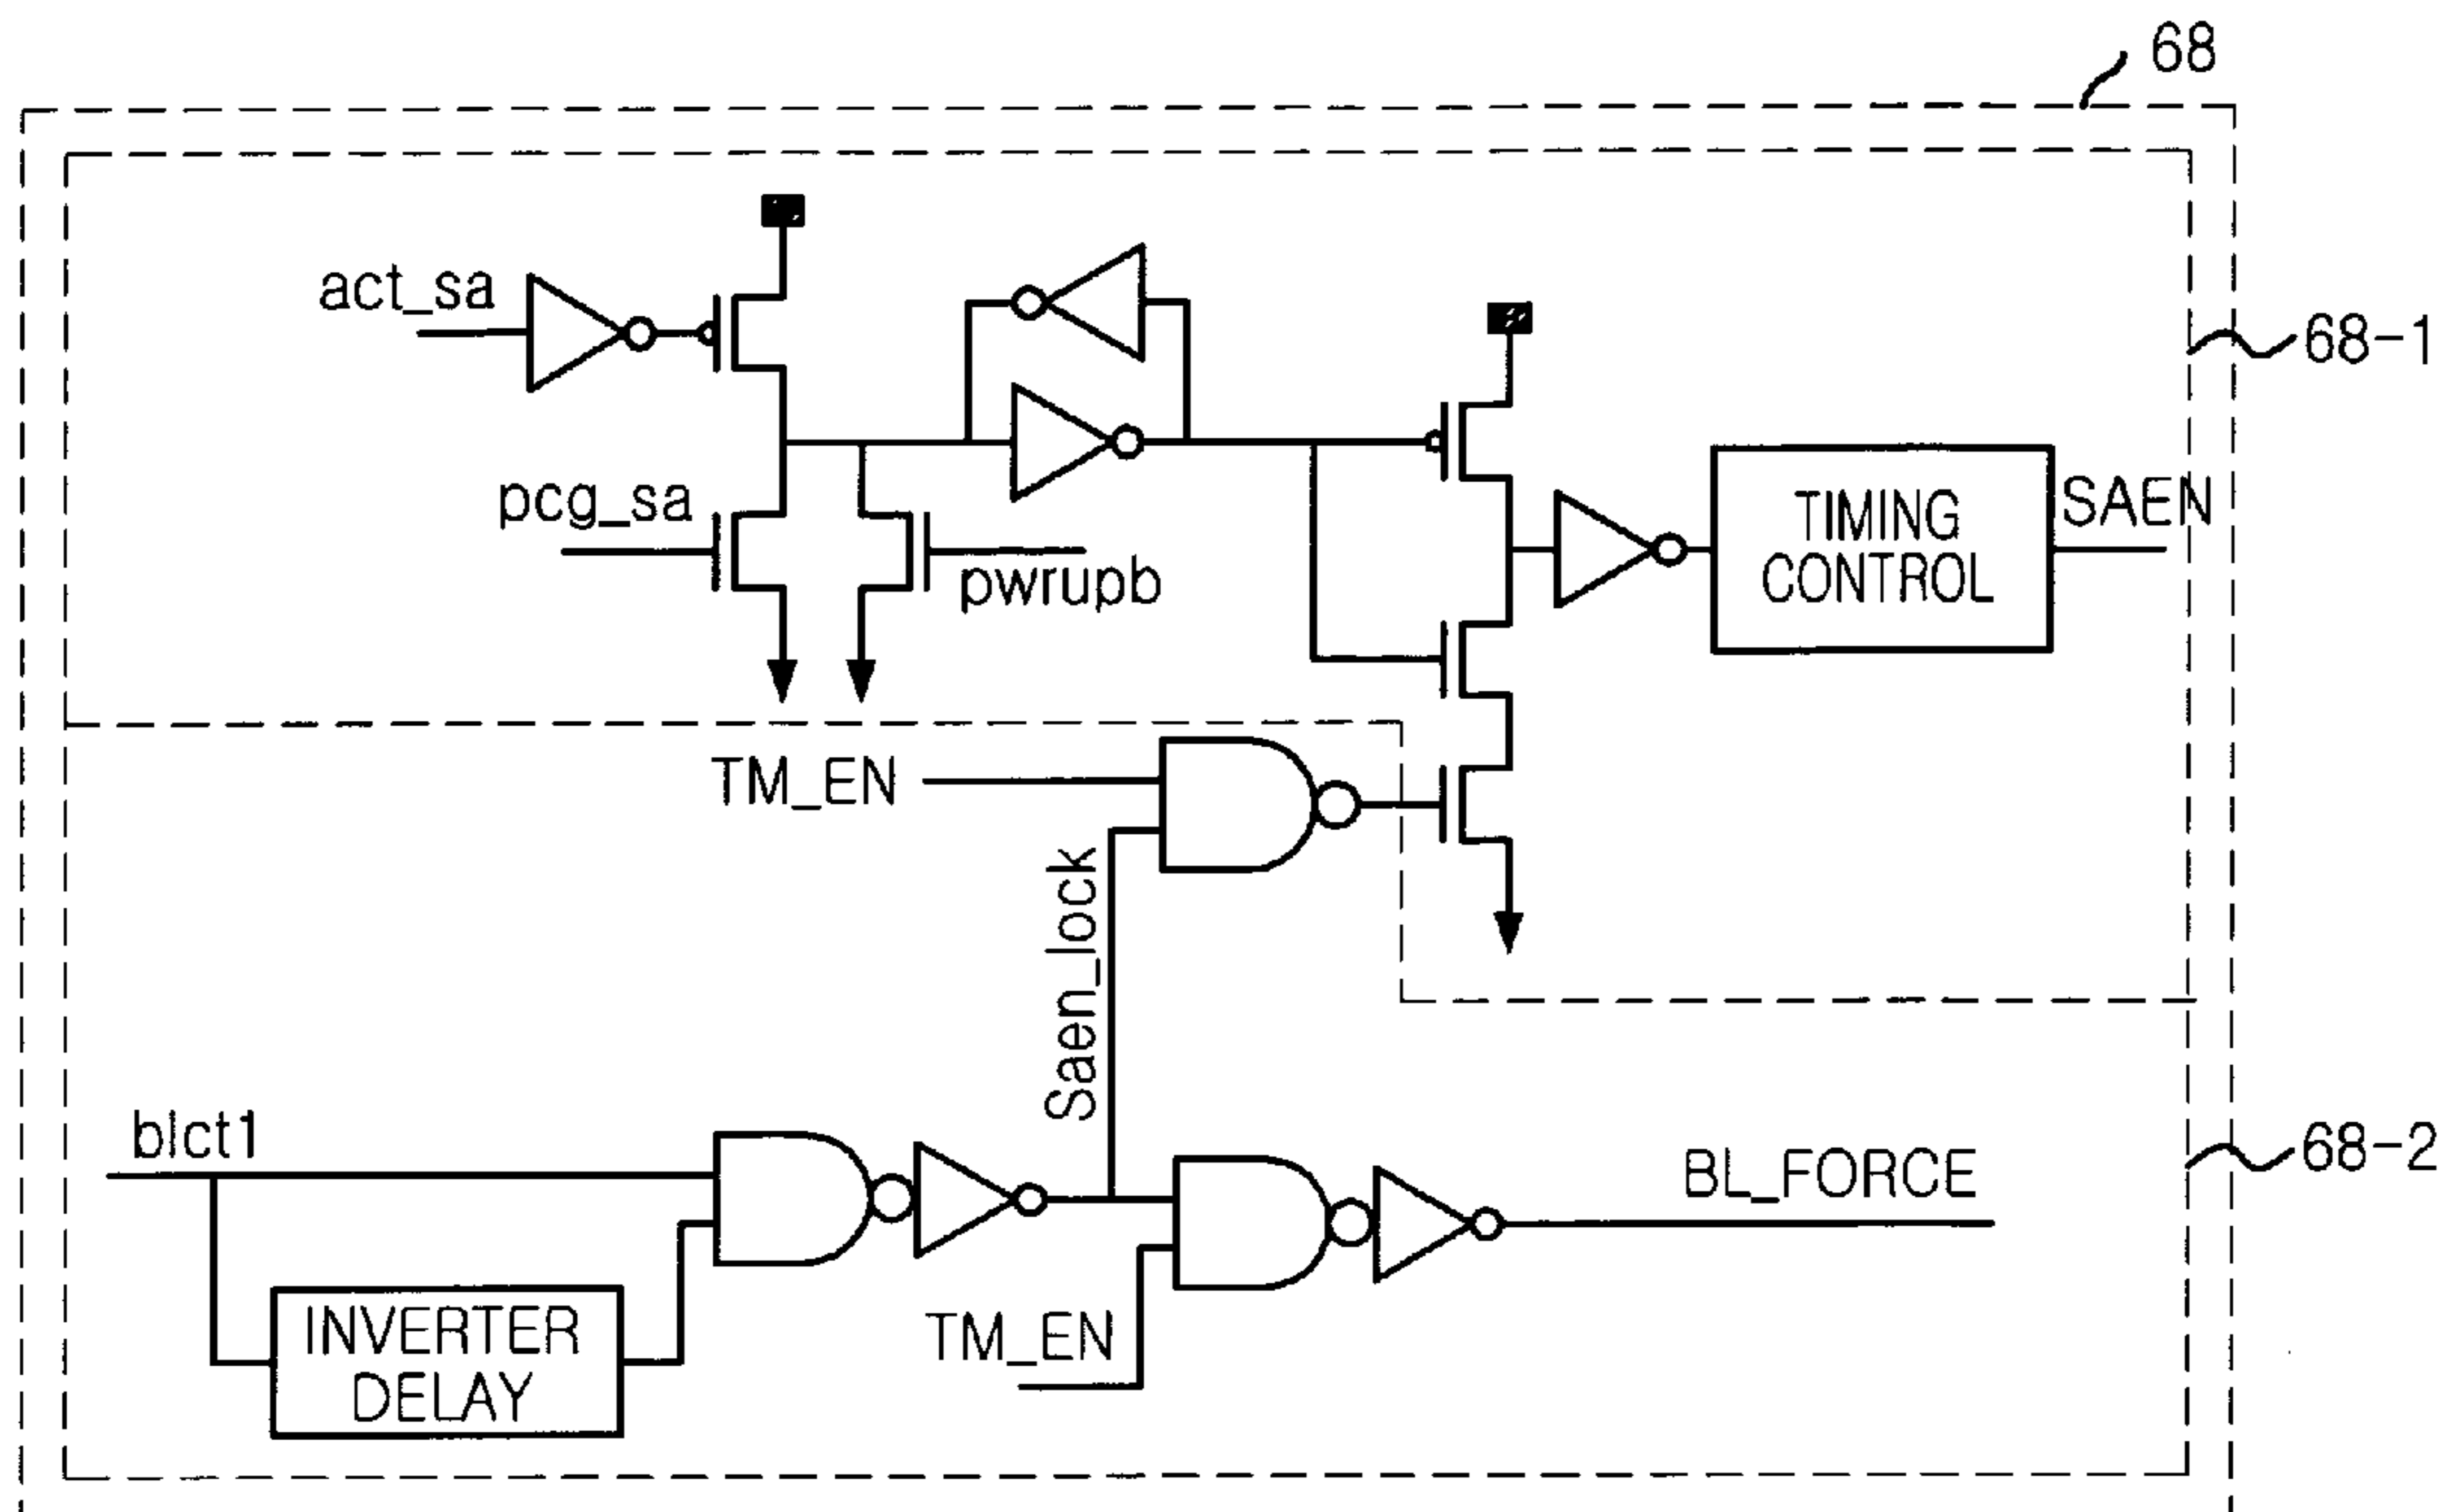 68
act_sa
68-1
pcg_sa
pwrupb
TIMING
CONTROL
SAEN
TM_EN
Saen_lock
blct1
68-2
BL_FORCE
INVERTER
DELAY
TM_EN